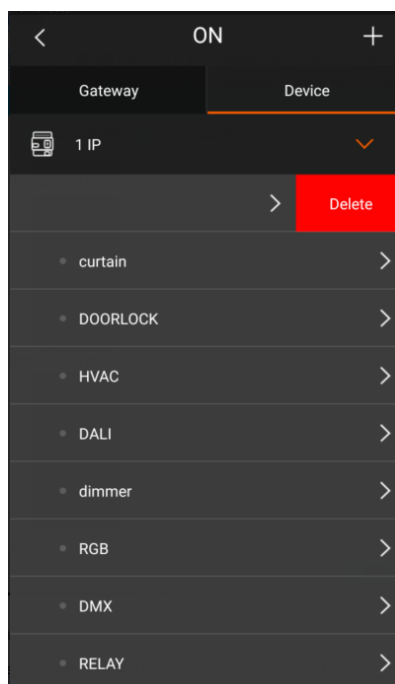 ON
Gateway Device
1 IP
Delete
curtain
DOORLOCK
HVAC
DALI
dimmer
RGB
DMX
RELAY